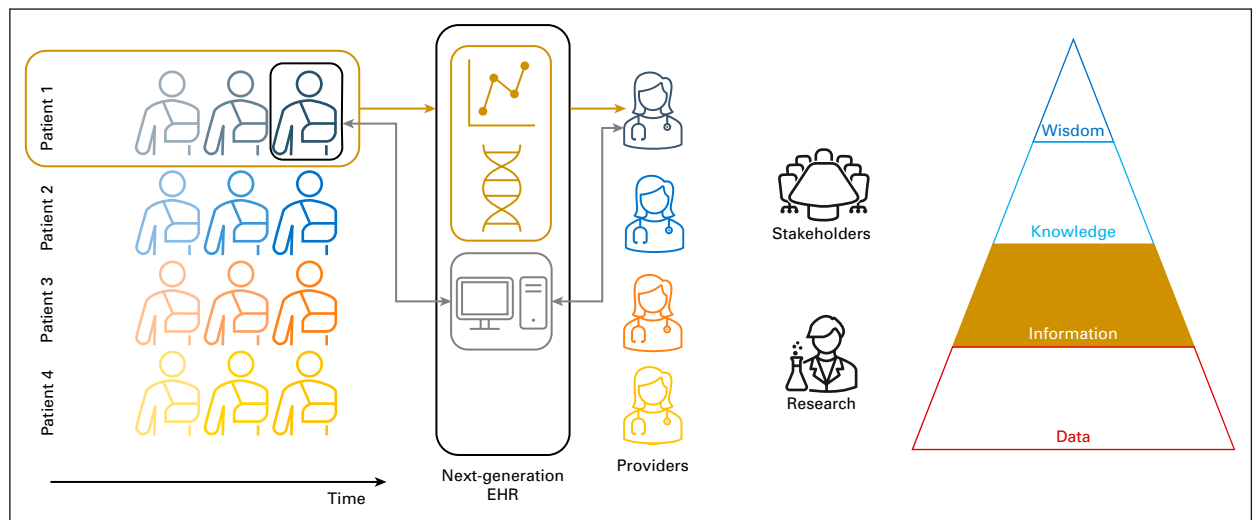 Patient 1
Patient 2
Patient 3
Patient 4
Time
Next-generation
EHR
Providers
Stakeholders
Research
Wisdom
Knowledge
Information
Data